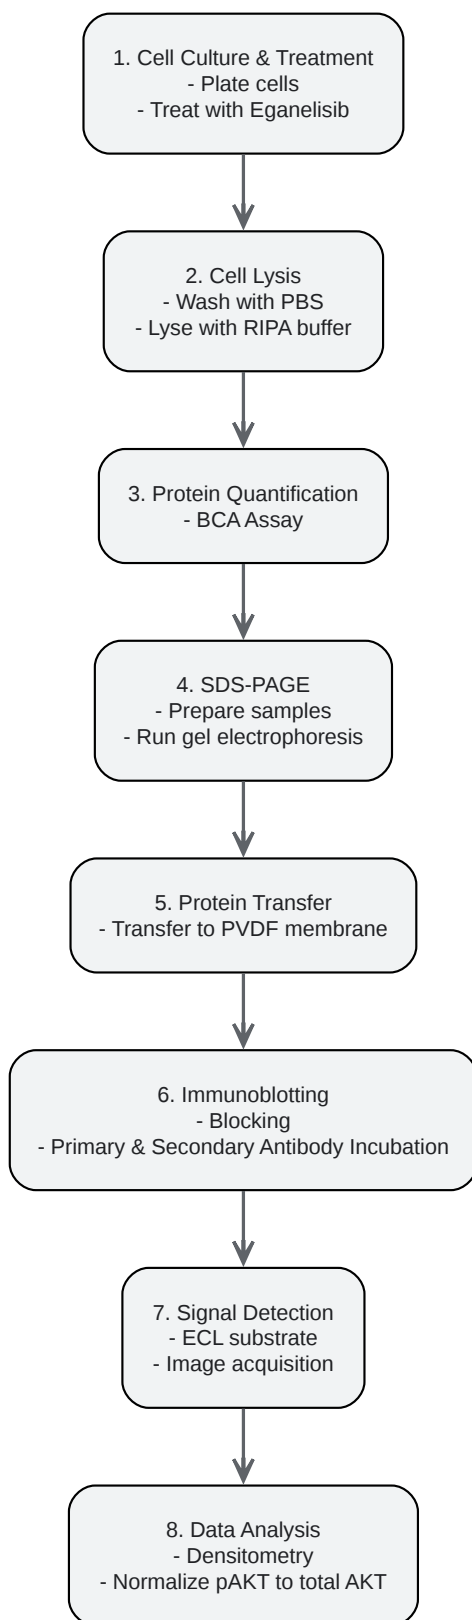 1. Cell Culture & Treatment
- Plate cells
- Treat with Eganelisib
2. Cell Lysis
- Wash with PBS
- Lyse with RIPA buffer
3. Protein Quantification
- BCA Assay
4. SDS-PAGE
- Prepare samples
- Run gel electrophoresis
5. Protein Transfer
- Transfer to PVDF membrane
6. Immunoblotting
- Blocking
- Primary & Secondary Antibody Incubation
7. Signal Detection
- ECL substrate
- Image acquisition
8. Data Analysis
- Densitometry
- Normalize pAKT to total AKT